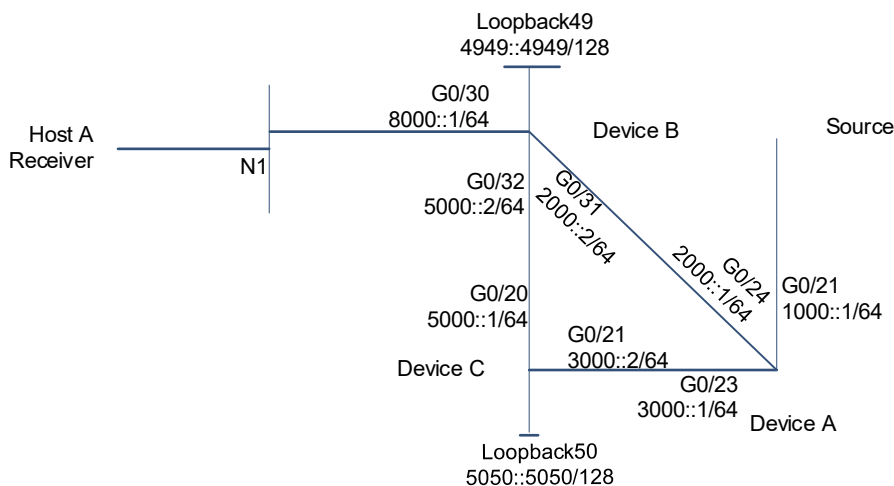 Loopback49
4949::4949/128
G0/30
8000::1/64
Device B
Source
Host A
Receiver
N1
G0/32
5000::2/64
G0/31
2000::2/64
G0/24
2000::1/64
G0/21
1000::1/64
G0/20
5000::1/64
G0/21
3000::2/64
Device C
G0/23
3000::1/64
Device A
Loopback50
5050::5050/128